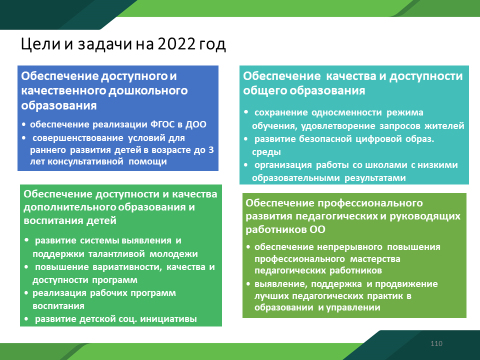 Цели и задачи на 2022 год
Обеспечение доступного и
качественного дошкольного
образования
• обеспечение реализации ФГОС в ДОО
• совершенствование условий для
раннего развития детей в возрасте до 3
лет консультативной помощи
Обеспечение качества и доступности
общего образования
• сохранение односменности режима
обучения, удовлетворение запросов жителей
• развитие безопасной цифровой образ.
среды
• организация работы со школами с низкими
образовательными результатами
Обеспечение доступности и качества
дополнительного образования и
воспитания детей
• развитие системы выявления и
поддержки талантливой молодежи
• повышение вариативности, качества и
доступности программ
• реализация рабочих программ
воспитания
• развитие детской соц. инициативы
Обеспечение профессионального
развития педагогических и руководящих
работников ОО
• обеспечение непрерывного повышения
профессионального мастерства
педагогических работников
• выявление, поддержка и продвижение
лучших педагогических практик в
образовании и управлении
110